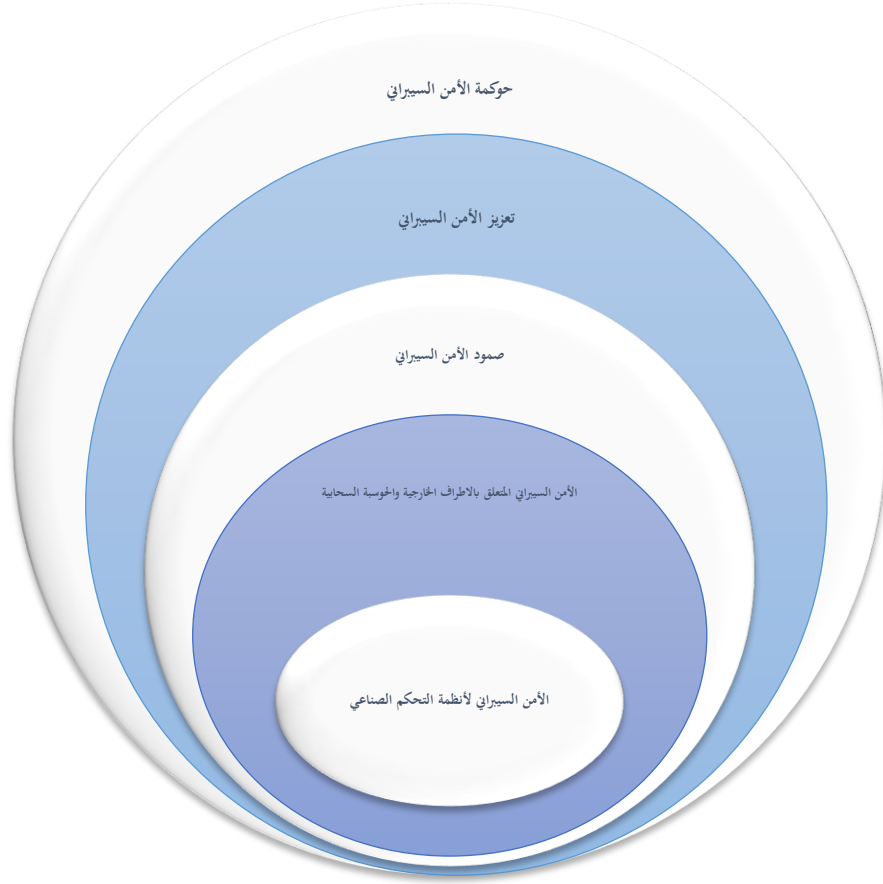 حوكمة الأمن السيبراني
تعزيز الأمن السيبراني
صمود الأمن السيبراني
الأمن السيبراني المتعلق بالاطراف الخارجية والحوسبة السحابية
الأمن السيبراني لأنظمة التحكم الصناعي